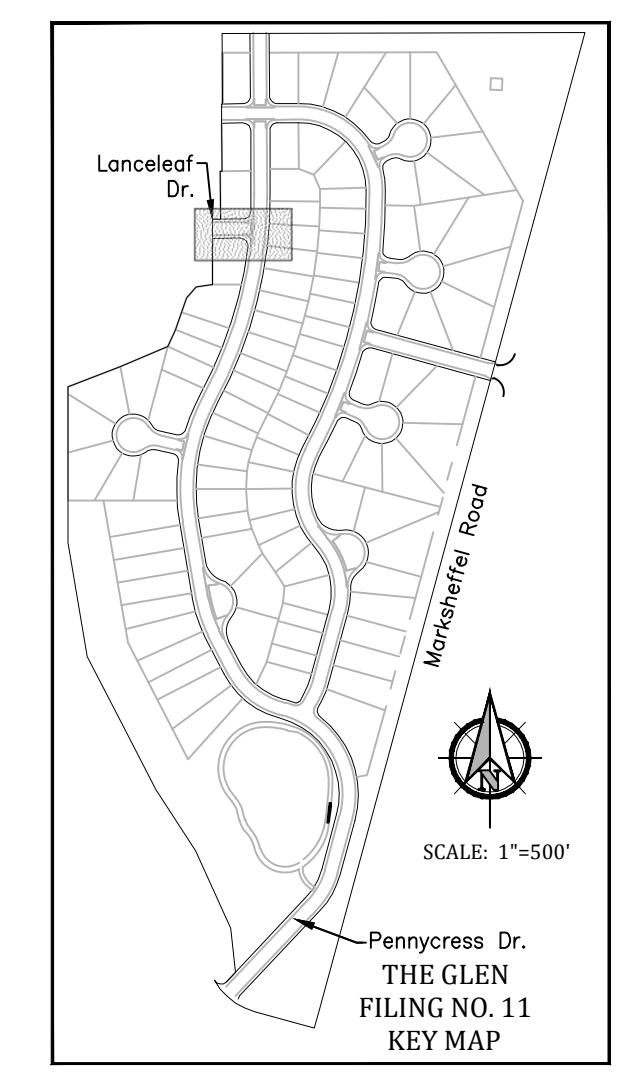 Lanceleaf
Dr.
Marksheffel Road
N
SCALE: 1"=500'
Pennycress Dr.
THE GLEN
FILING NO. 11
KEY MAP